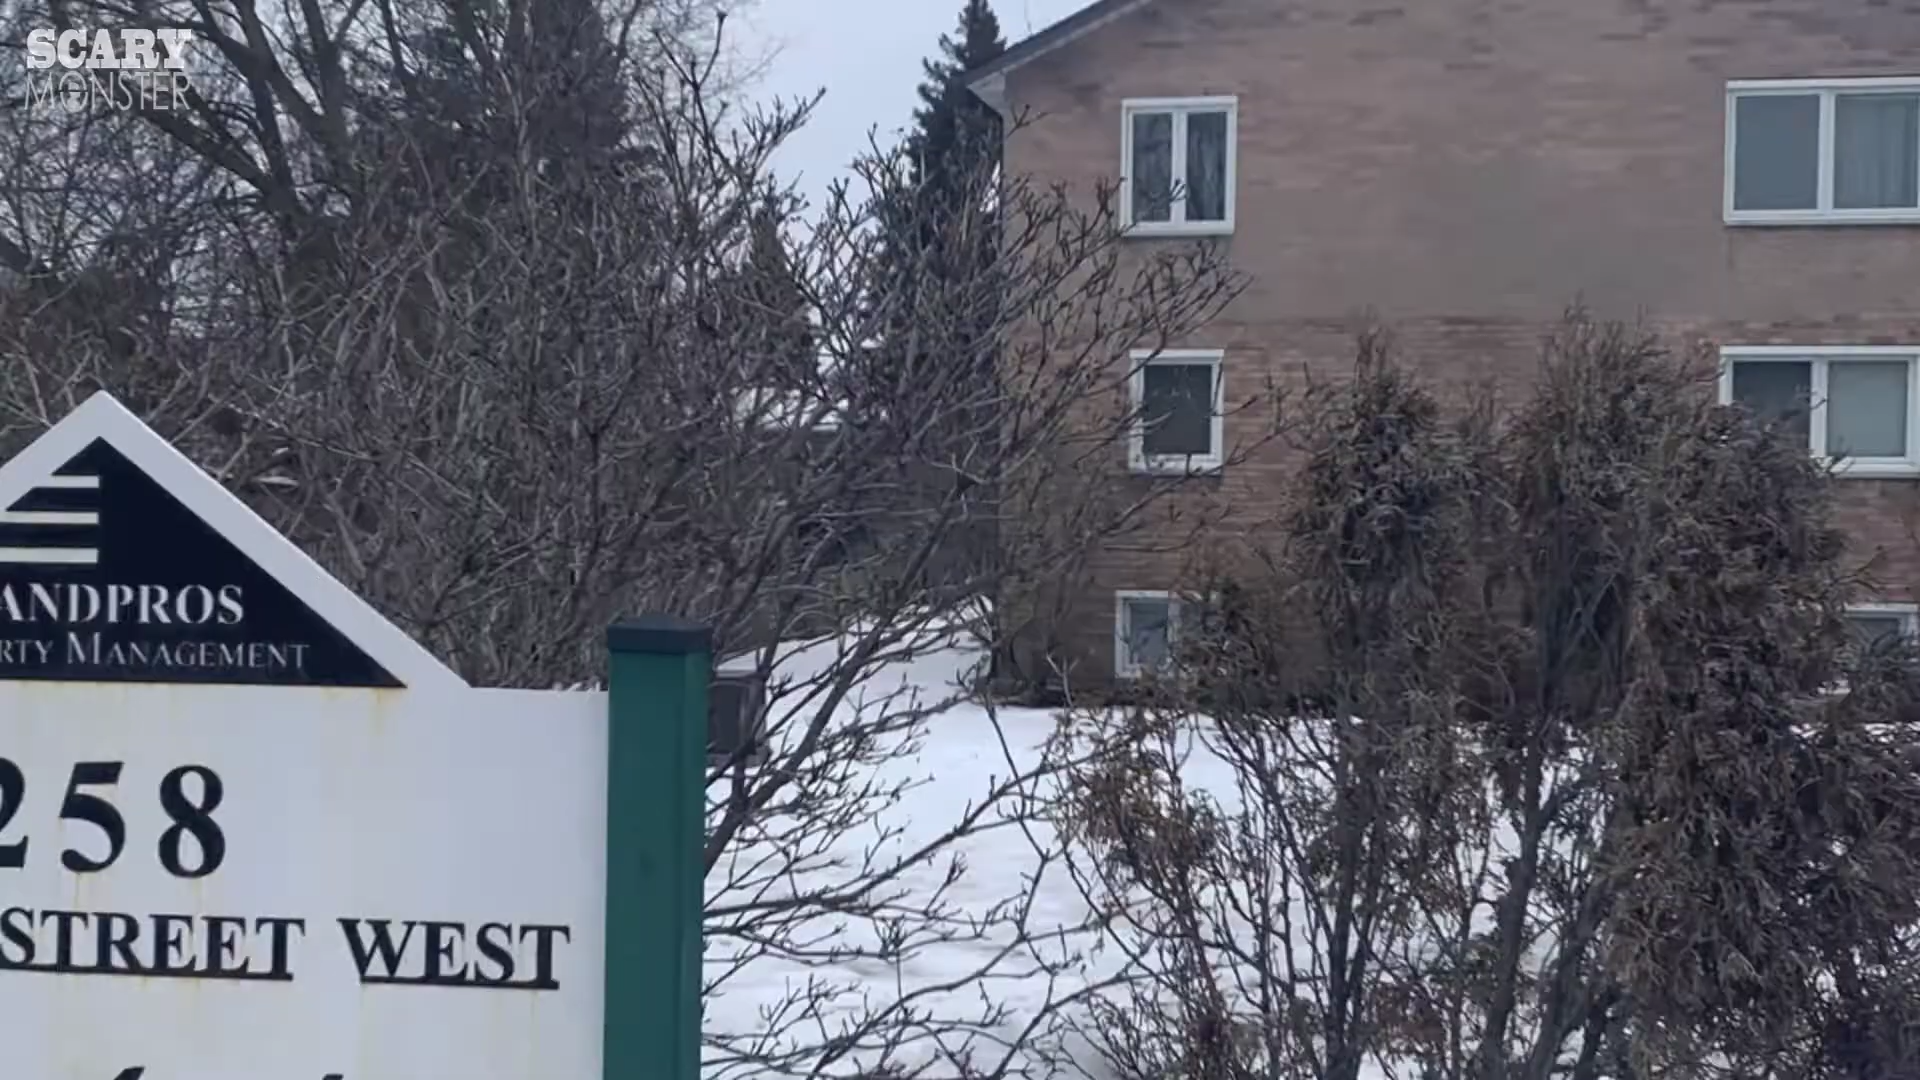 SCARY
MONSTER
ANDPROS
RTY MANAGEMENT
258
STREET WEST